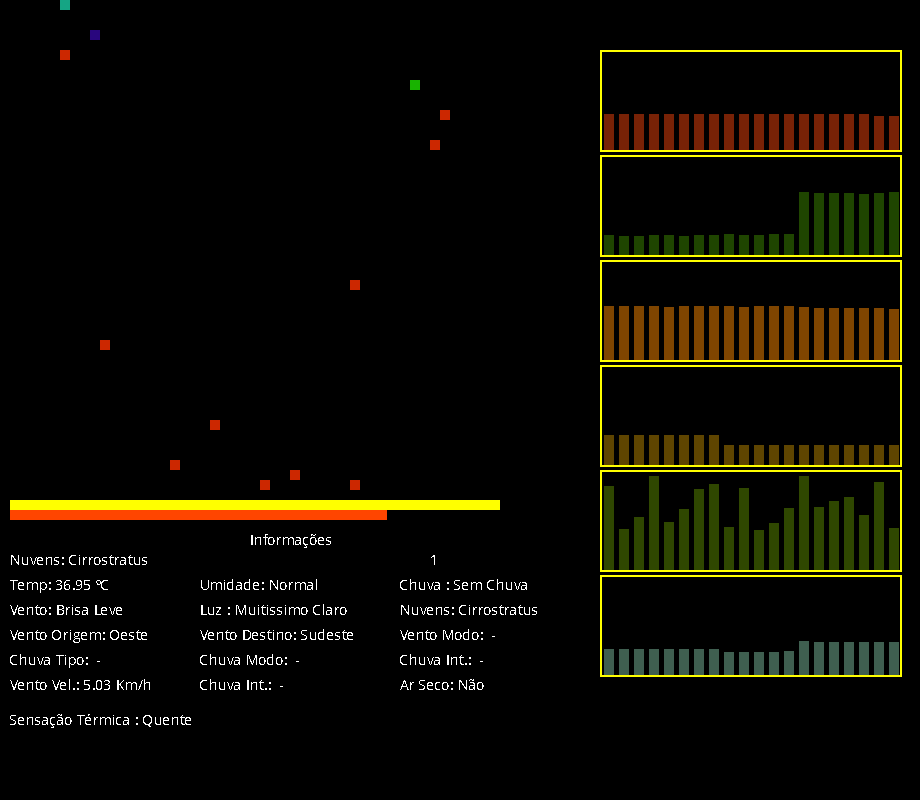 Informações
Nuvens: Cirrostratus 1
Temp: 36.95 ºC Umidade: Normal Chuva : Sem Chuva
Vento: Brisa Leve Luz : Muitissimo Claro Nuvens: Cirrostratus
Vento Origem: Oeste Vento Destino: Sudeste Vento Modo: -
Chuva Tipo: - Chuva Modo: - Chuva Int.: -
Vento Vel.: 5.03 Km/h Chuva Int.: - Ar Seco: Não
Sensação Térmica : Quente